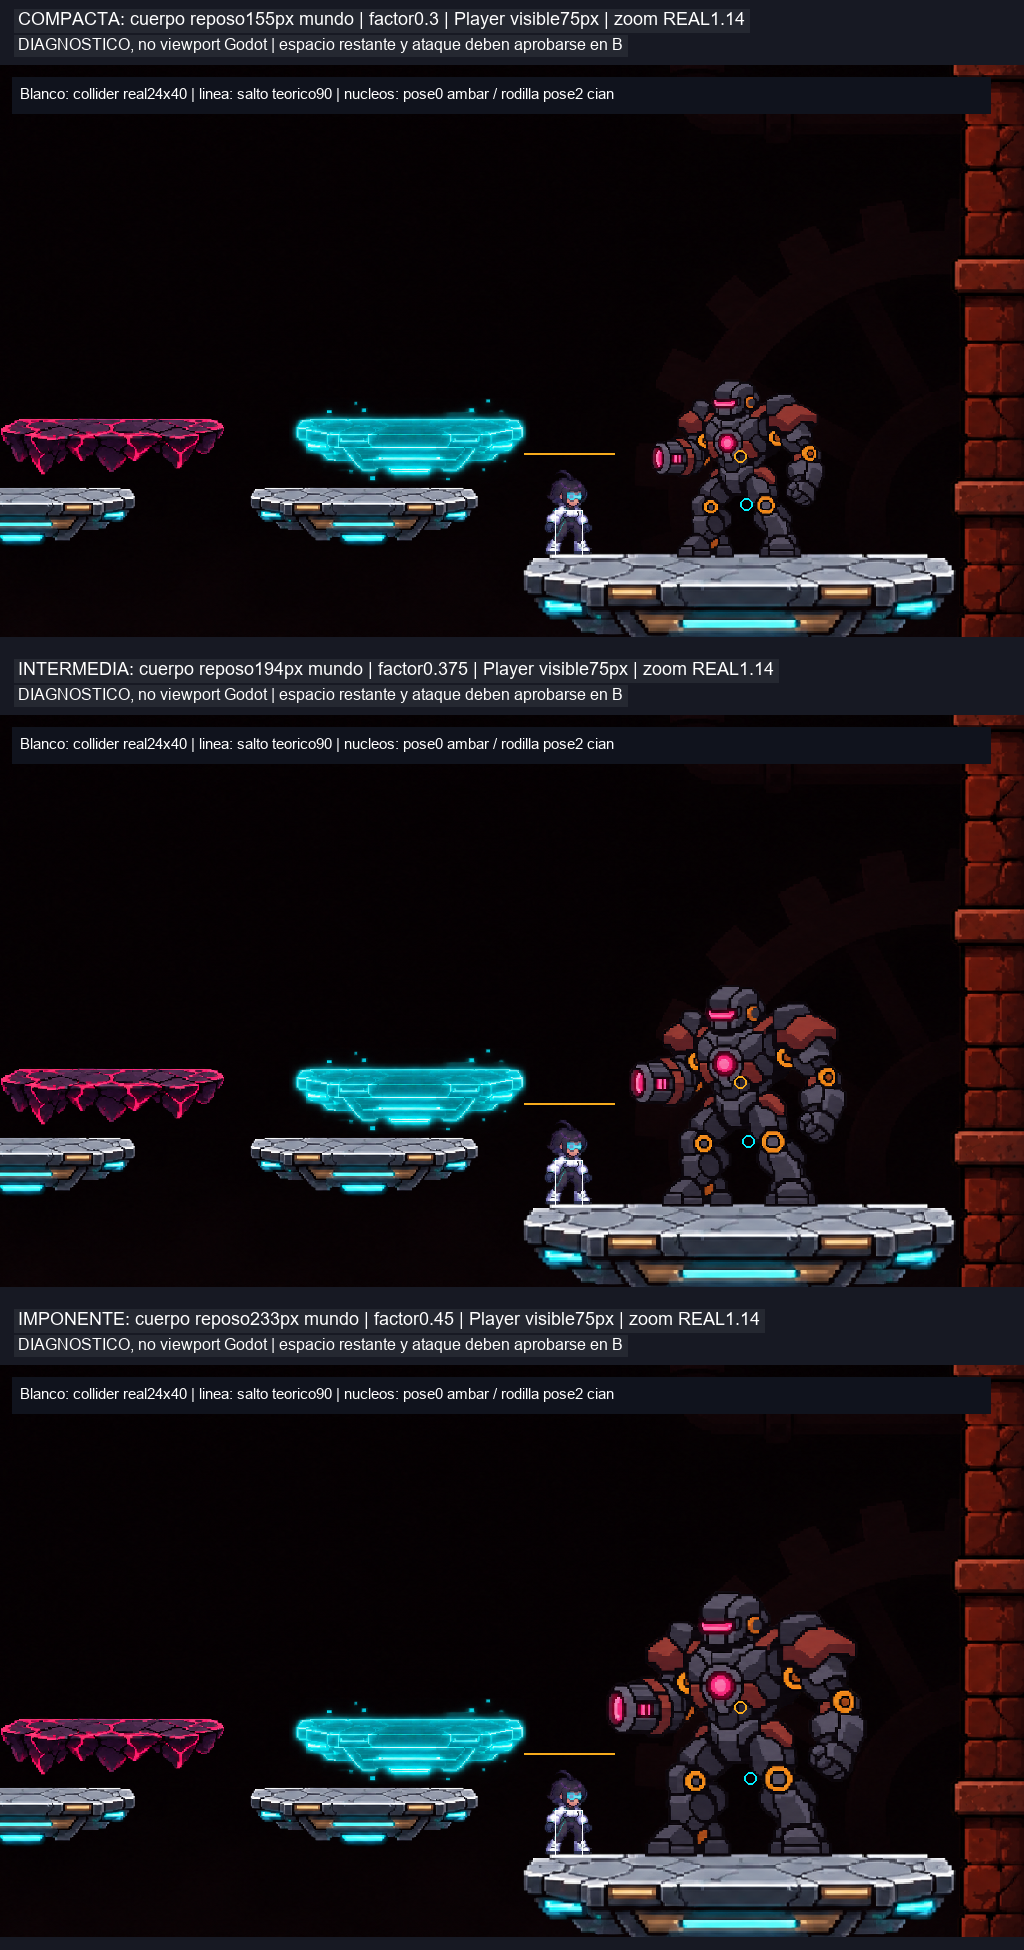 COMPACTA: cuerpo reposo155px mundo | factor0.3 | Player visible75px | zoom REAL1.14
DIAGNOSTICO, no viewport Godot | espacio restante y ataque deben aprobarse en B
Blanco: collider real24x40 | linea: salto teorico90 | nucleos: pose0 ambar / rodilla pose2 cian
INTERMEDIA: cuerpo reposo194px mundo | factor0.375 | Player visible75px | zoom REAL1.14
DIAGNOSTICO, no viewport Godot | espacio restante y ataque deben aprobarse en B
Blanco: collider real24x40 | linea: salto teorico90 | nucleos: pose0 ambar / rodilla pose2 cian
IMPONENTE: cuerpo reposo233px mundo | factor0.45 | Player visible75px | zoom REAL1.14
DIAGNOSTICO, no viewport Godot | espacio restante y ataque deben aprobarse en B
Blanco: collider real24x40 | linea: salto teorico90 | nucleos: pose0 ambar / rodilla pose2 cian